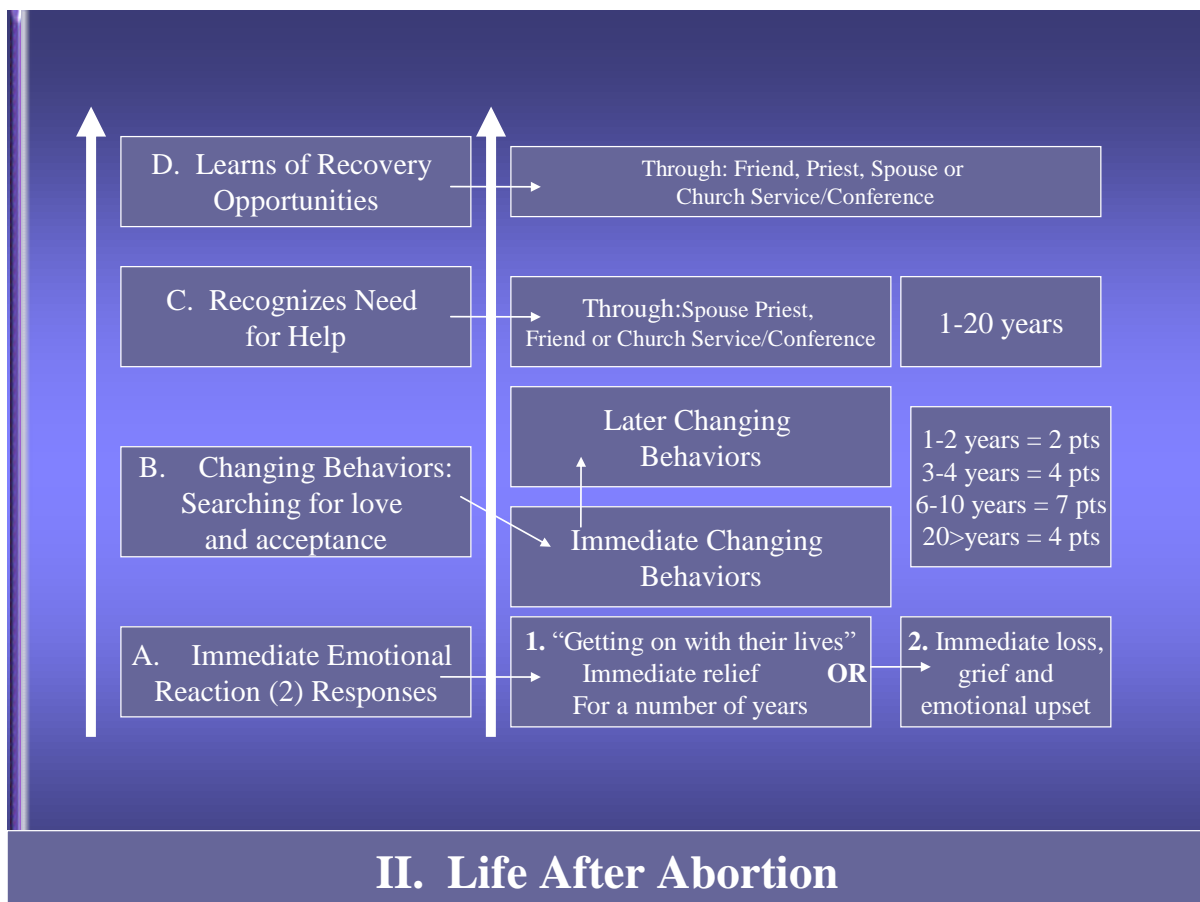 D. Learns of Recovery
Opportunities
Through: Friend, Priest, Spouse or
Church Service/Conference
C. Recognizes Need
for Help
Through:Spouse Priest,
Friend or Church Service/Conference
1-20 years
B. Changing Behaviors:
Searching for love
and acceptance
Later Changing
Behaviors
Immediate Changing
Behaviors
1-2 years = 2 pts
3-4 years = 4 pts
6-10 years = 7 pts
20>years = 4 pts
A. Immediate Emotional
Reaction (2) Responses
1. “Getting on with their lives”
Immediate relief OR
For a number of years
2. Immediate loss,
grief and
emotional upset
II. Life After Abortion